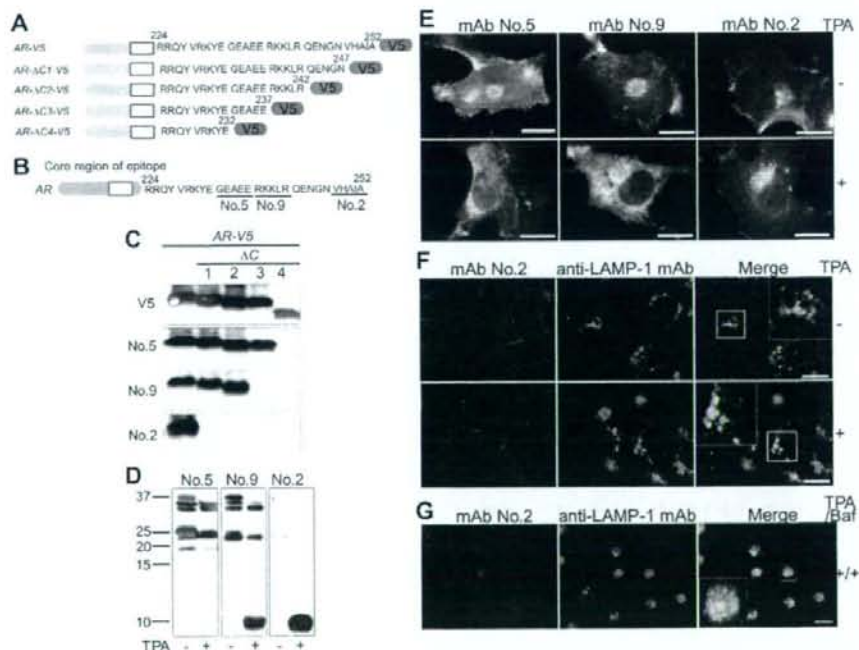 A
224
252
AR-V5
RRQY VRKYE GEAEE RKKLR QENGN VHAIA V5
247
AR-ΔC1-V5
RRQY VRKYE GEAEE RKKLR QENGN V5
242
AR-ΔC2-V5
RRQY VRKYE GEAEE RKKLR V5
237
AR-ΔC3-V5
RRQY VRKYE GEAEE V5
232
AR-ΔC4-V5
RRQY VRKYE V5
B
Core region of epitope
224
252
AR
RRQY VRKYE GEAEE RKKLR QENGN VHAIA
No.5 No.9 No.2
C
AR-V5
ΔC
1 2 3 4
V5
No.5
No.9
No.2
D
No.5 No.9 No.2
37
25
20
15
10
TPA - + - + - +
E
mAb No.5 mAb No.9 mAb No.2 TPA
-
+
F
mAb No.2 anti-LAMP-1 mAb Merge TPA
-
+
G
mAb No.2 anti-LAMP-1 mAb Merge TPA/Baf
+/+